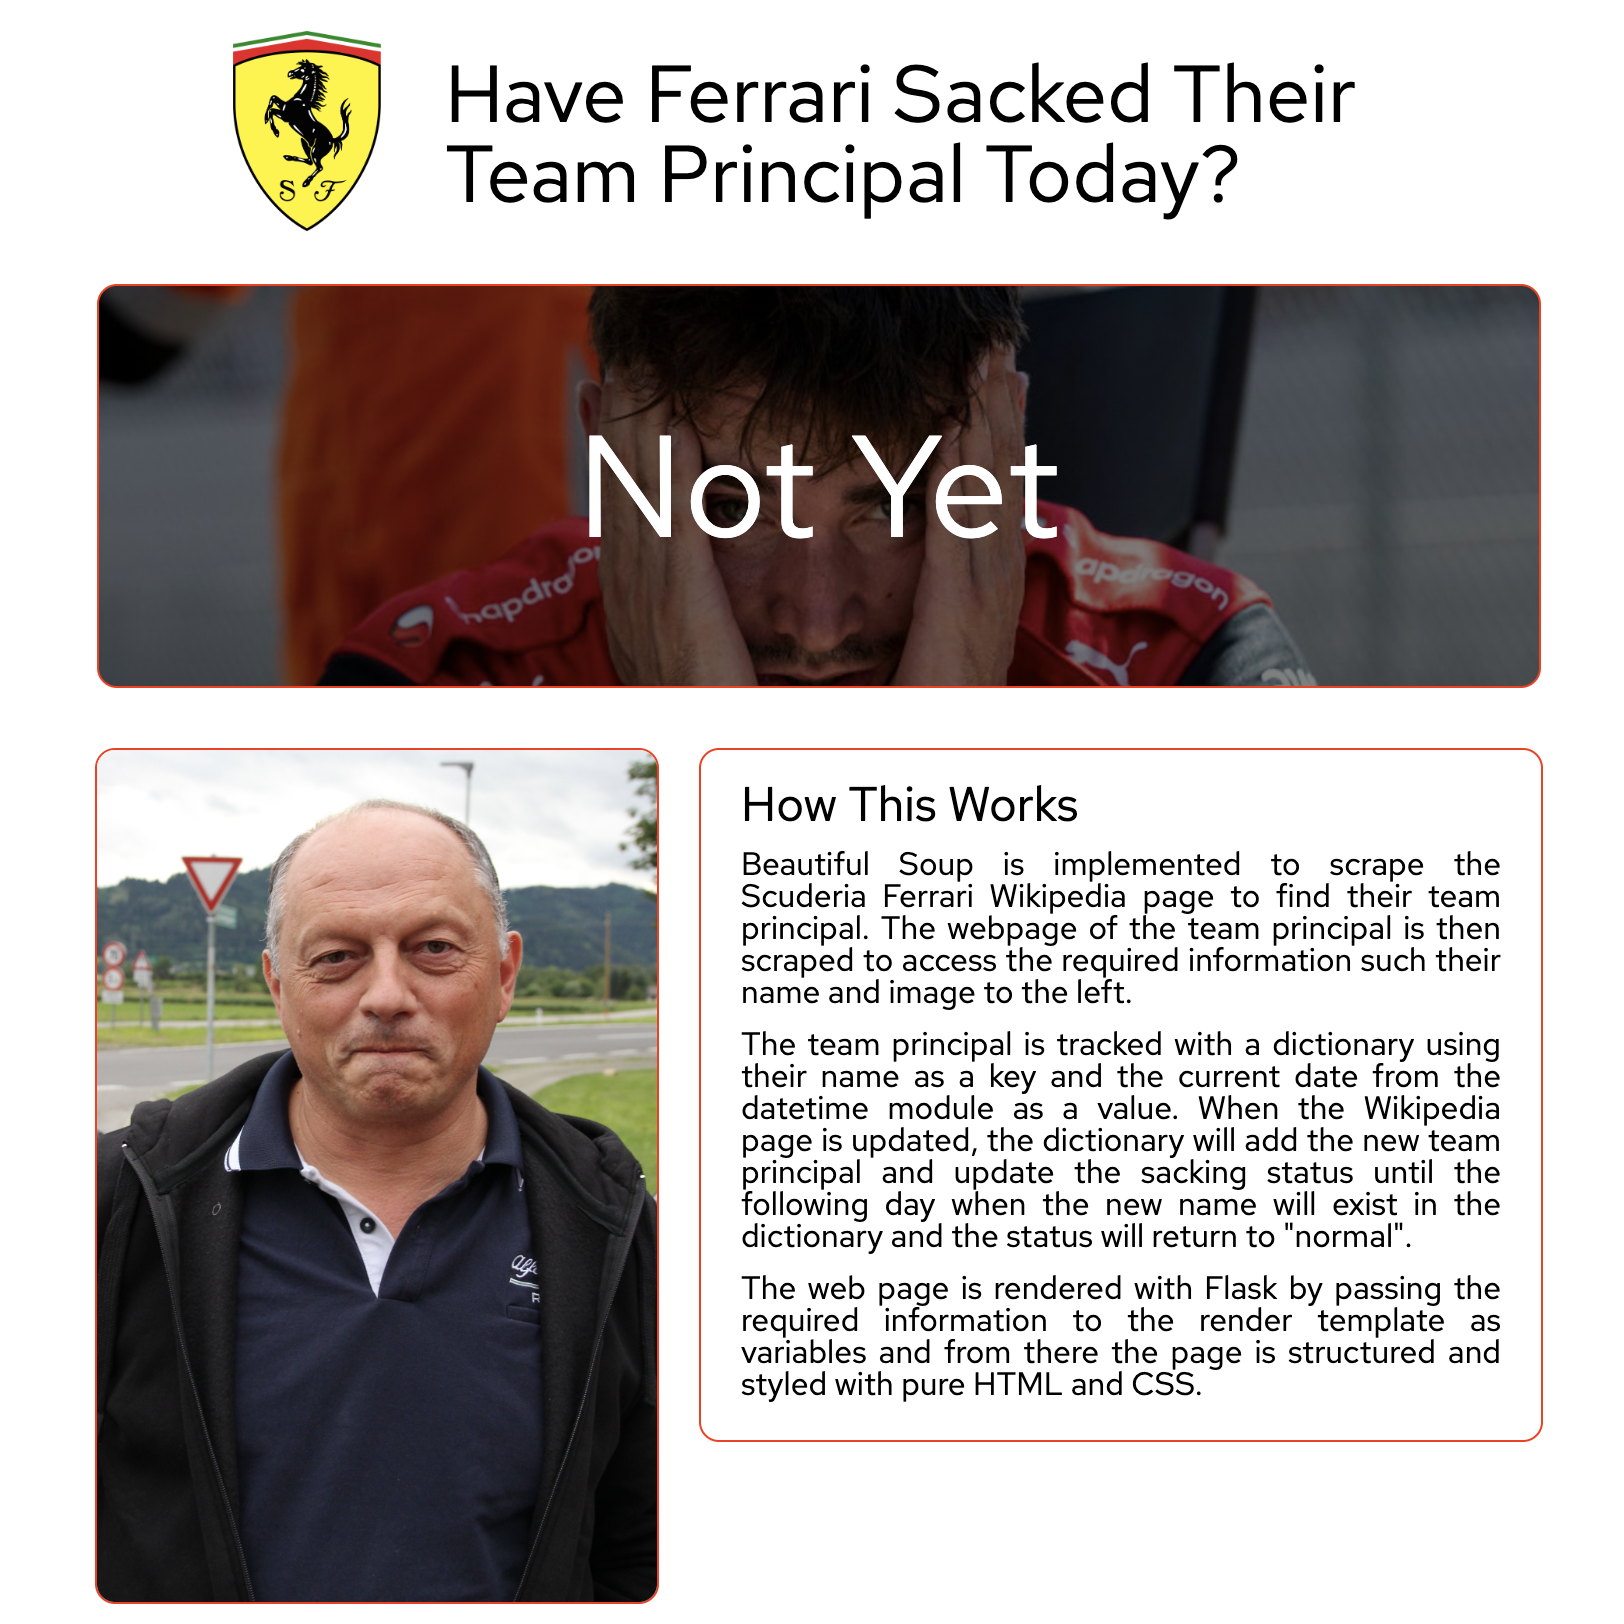 S F
Have Ferrari Sacked Their
Team Principal Today?
Not Yet
napdragon
apdragon
How This Works
Beautiful Soup is implemented to scrape the
Scuderia Ferrari Wikipedia page to find their team
principal. The webpage of the team principal is then
scraped to access the required information such their
name and image to the left.
The team principal is tracked with a dictionary using
their name as a key and the current date from the
datetime module as a value. When the Wikipedia
page is updated, the dictionary will add the new team
principal and update the sacking status until the
following day when the new name will exist in the
dictionary and the status will return to "normal".
The web page is rendered with Flask by passing the
required information to the render template as
variables and from there the page is structured and
styled with pure HTML and CSS.